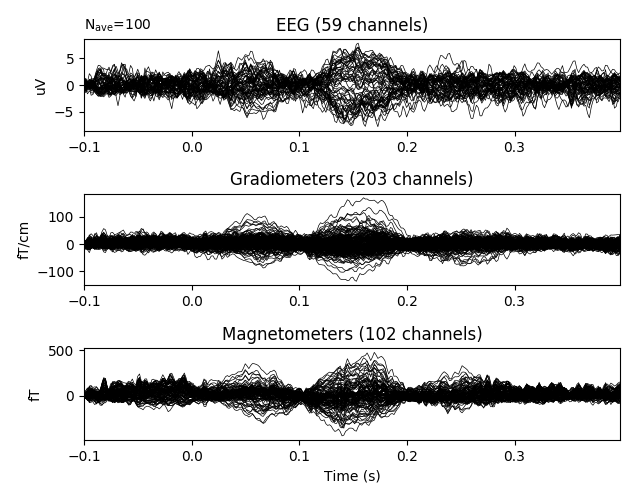 Nave=100
EEG (59 channels)
uV
5
0
−5
−0.1 0.0 0.1 0.2 0.3
Gradiometers (203 channels)
fT/cm
100
0
−100
−0.1 0.0 0.1 0.2 0.3
Magnetometers (102 channels)
fT
500
0
−0.1 0.0 0.1 0.2 0.3
Time (s)